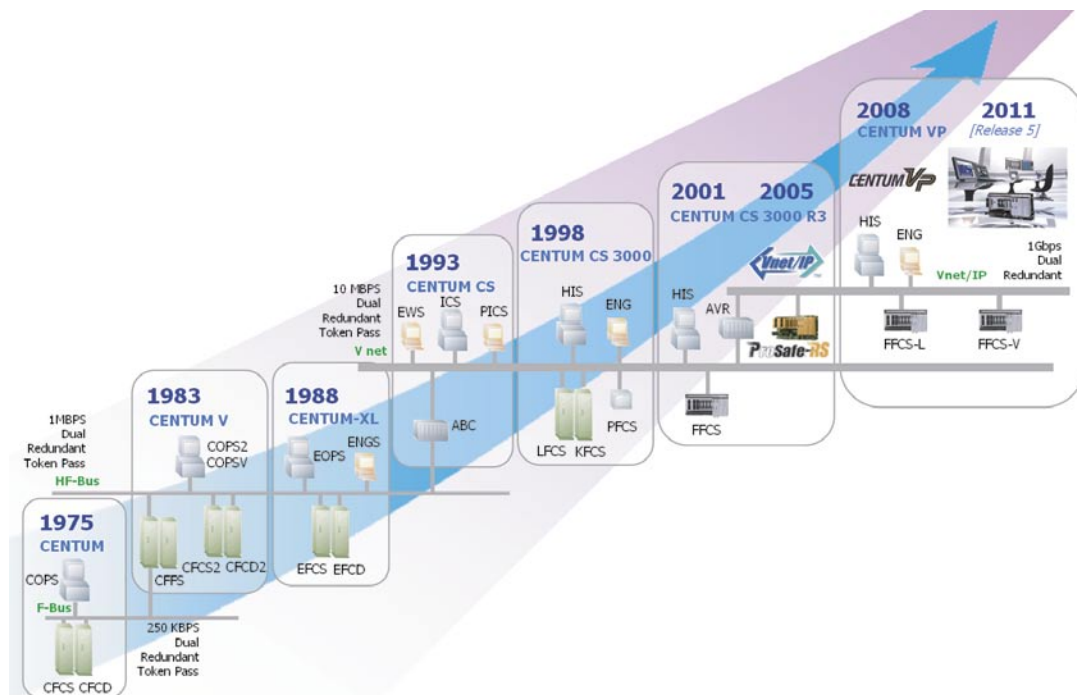 2008
2011
CENTUM VP
[Release 5]
CENTUM VP
HIS
ENG
1Gbps
Dual
Redundant
Vnet/IP
FFCS-L
FFCS-V
2001
2005
CENTUM CS 3000 R3
Vnet/IP
HIS
AVR
ProSafe-RS
FFCS
1998
CENTUM CS 3000
HIS
ENG
LFCS
KFCS
PFCS
1993
CENTUM CS
10 MBPS
Dual
Redundant
Token Pass
V net
EWS
ICS
PICS
ABC
1988
CENTUM-XL
EOPS
ENGS
EFCS
EFCD
1983
CENTUM V
1MBPS
Dual
Redundant
Token Pass
HF-Bus
COPS2
COPSV
CFPS
CFCS2
CFCD2
1975
CENTUM
COPS
F-Bus
250 KBPS
Dual
Redundant
Token Pass
CFCS
CFCD